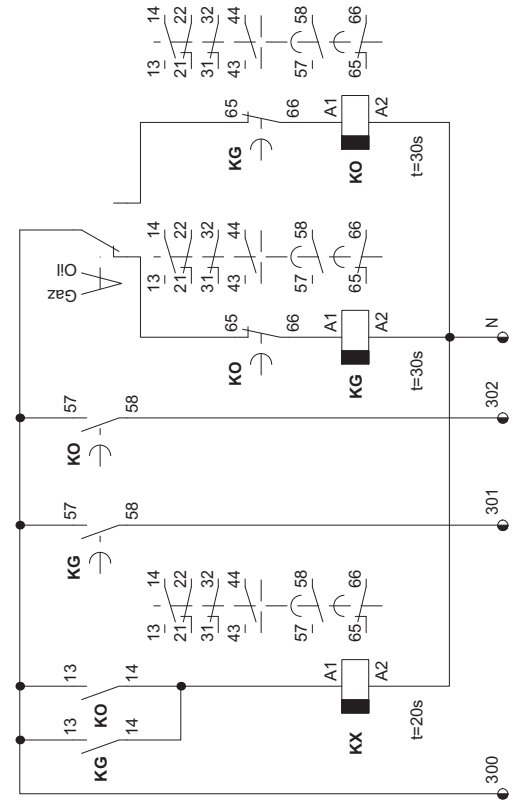 13
14
KG
13
14
KO
A1
A2
KX
t=20s
13 14
21 22
31 32
43 44
57 58
65 66
57
58
KG
57
58
KO
Gaz
Oil
65
66
KO
A1
A2
KG
t=30s
13 14
21 22
31 32
43 44
57 58
65 66
65
66
KG
A1
A2
KO
t=30s
13 14
21 22
31 32
43 44
57 58
65 66
300
301
302
N